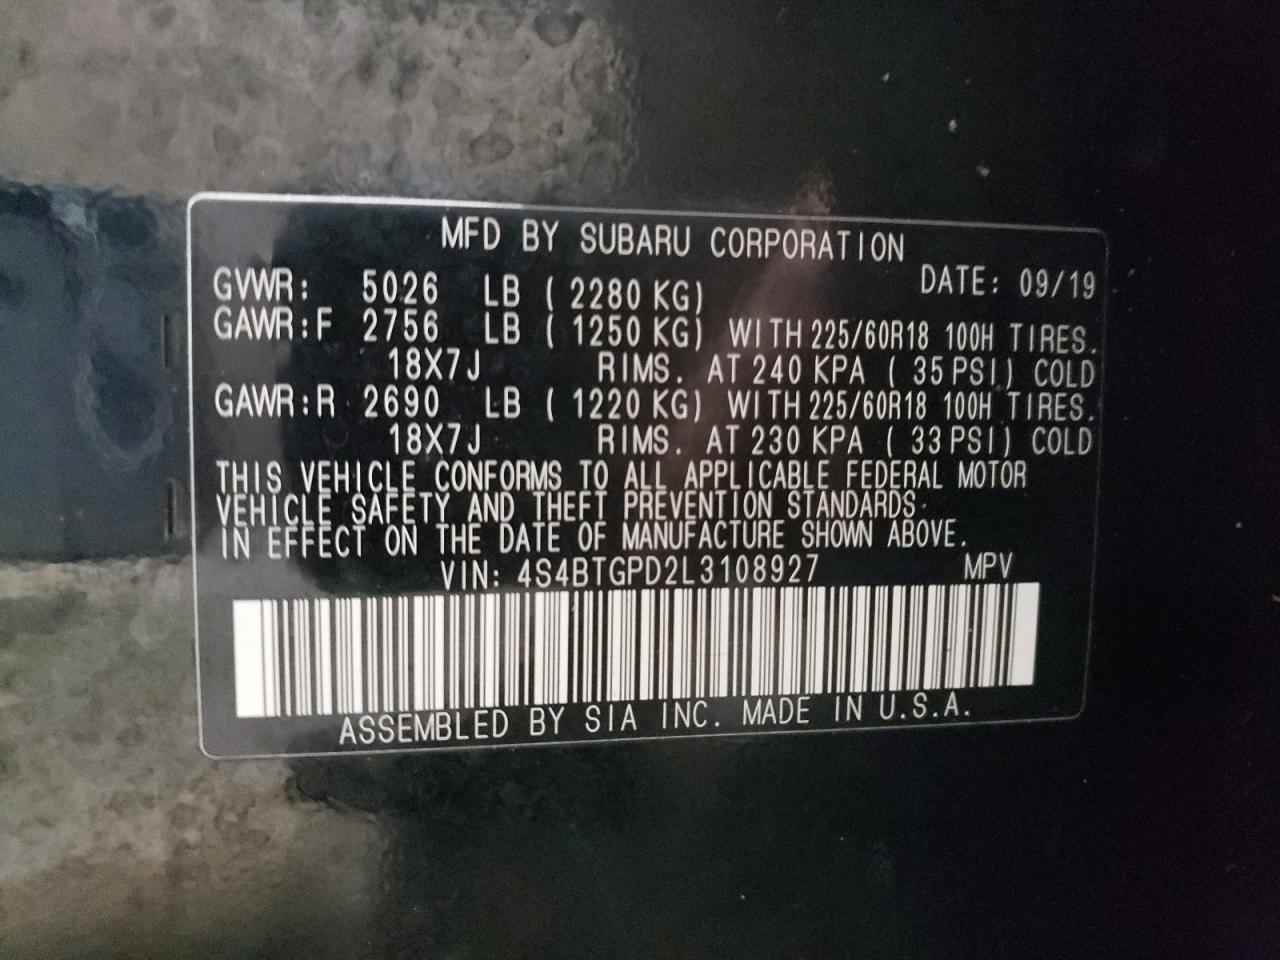 MFD BY SUBARU CORPORATION
DATE: 09/19
GVWR: 5026 LB ( 2280 KG)
GAWR:F 2756 LB ( 1250 KG) WITH 225/60R18 100H TIRES.
18X7J RIMS. AT 240 KPA ( 35 PSI) COLD
GAWR:R 2690 LB ( 1220 KG) WITH 225/60R18 100H TIRES.
18X7J RIMS. AT 230 KPA ( 33 PSI) COLD
THIS VEHICLE CONFORMS TO ALL APPLICABLE FEDERAL MOTOR
VEHICLE SAFETY AND THEFT PREVENTION STANDARDS
IN EFFECT ON THE DATE OF MANUFACTURE SHOWN ABOVE.
VIN: 4S4BTGPD2L3108927 MPV
ASSEMBLED BY SIA INC. MADE IN U.S.A.